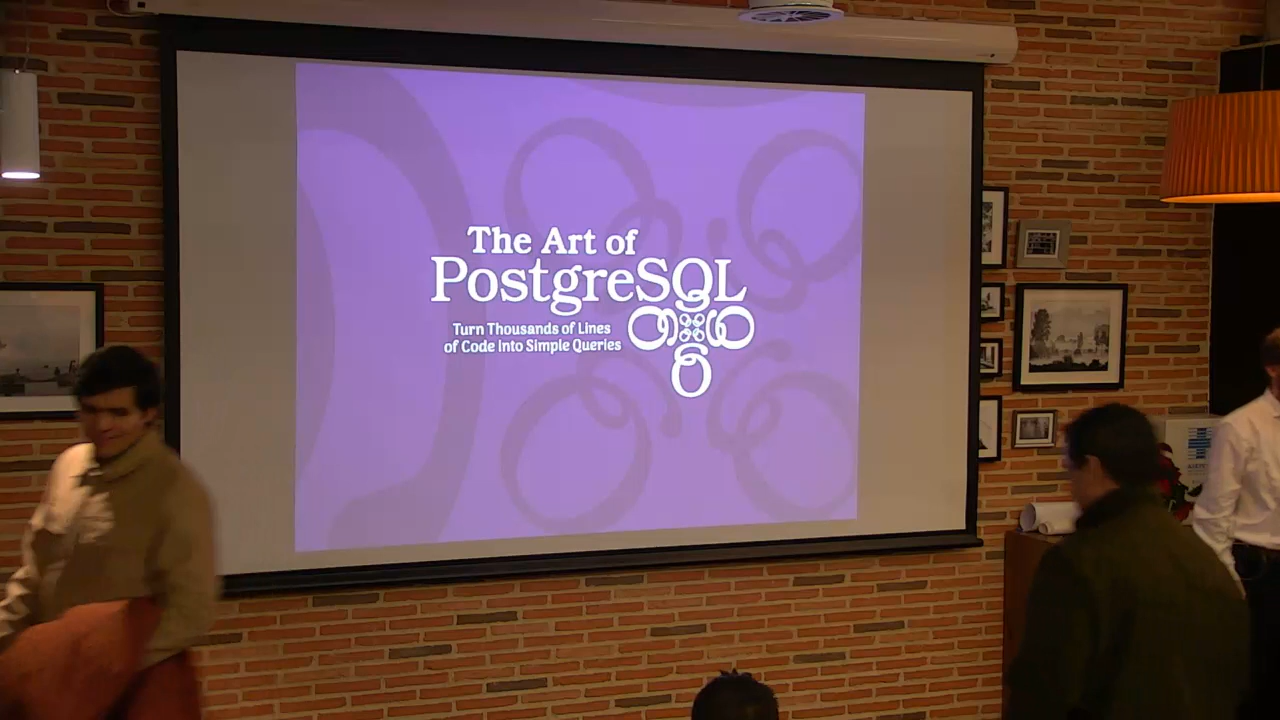 The Art of
PostgreSQL
Turn Thousands of Lines
of Code into Simple Queries